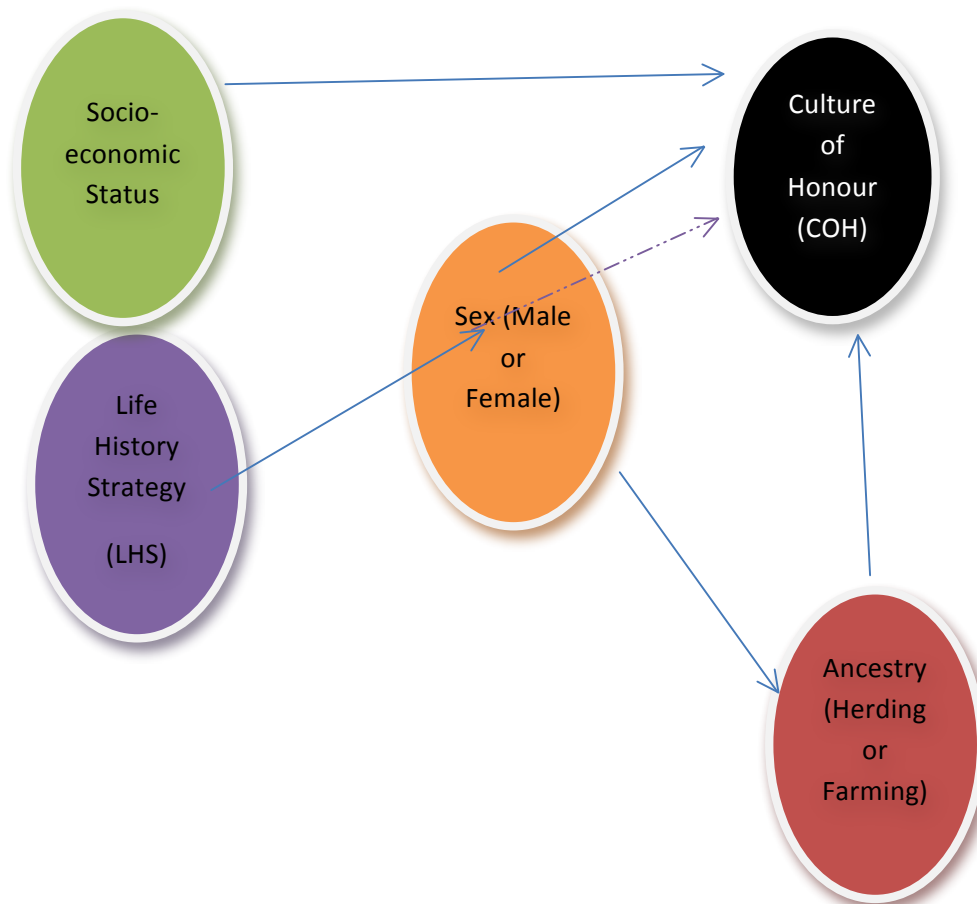 Socio-
economic
Status
Culture
of
Honour
(COH)
Sex (Male
or
Female)
Life
History
Strategy
(LHS)
Ancestry
(Herding
or
Farming)